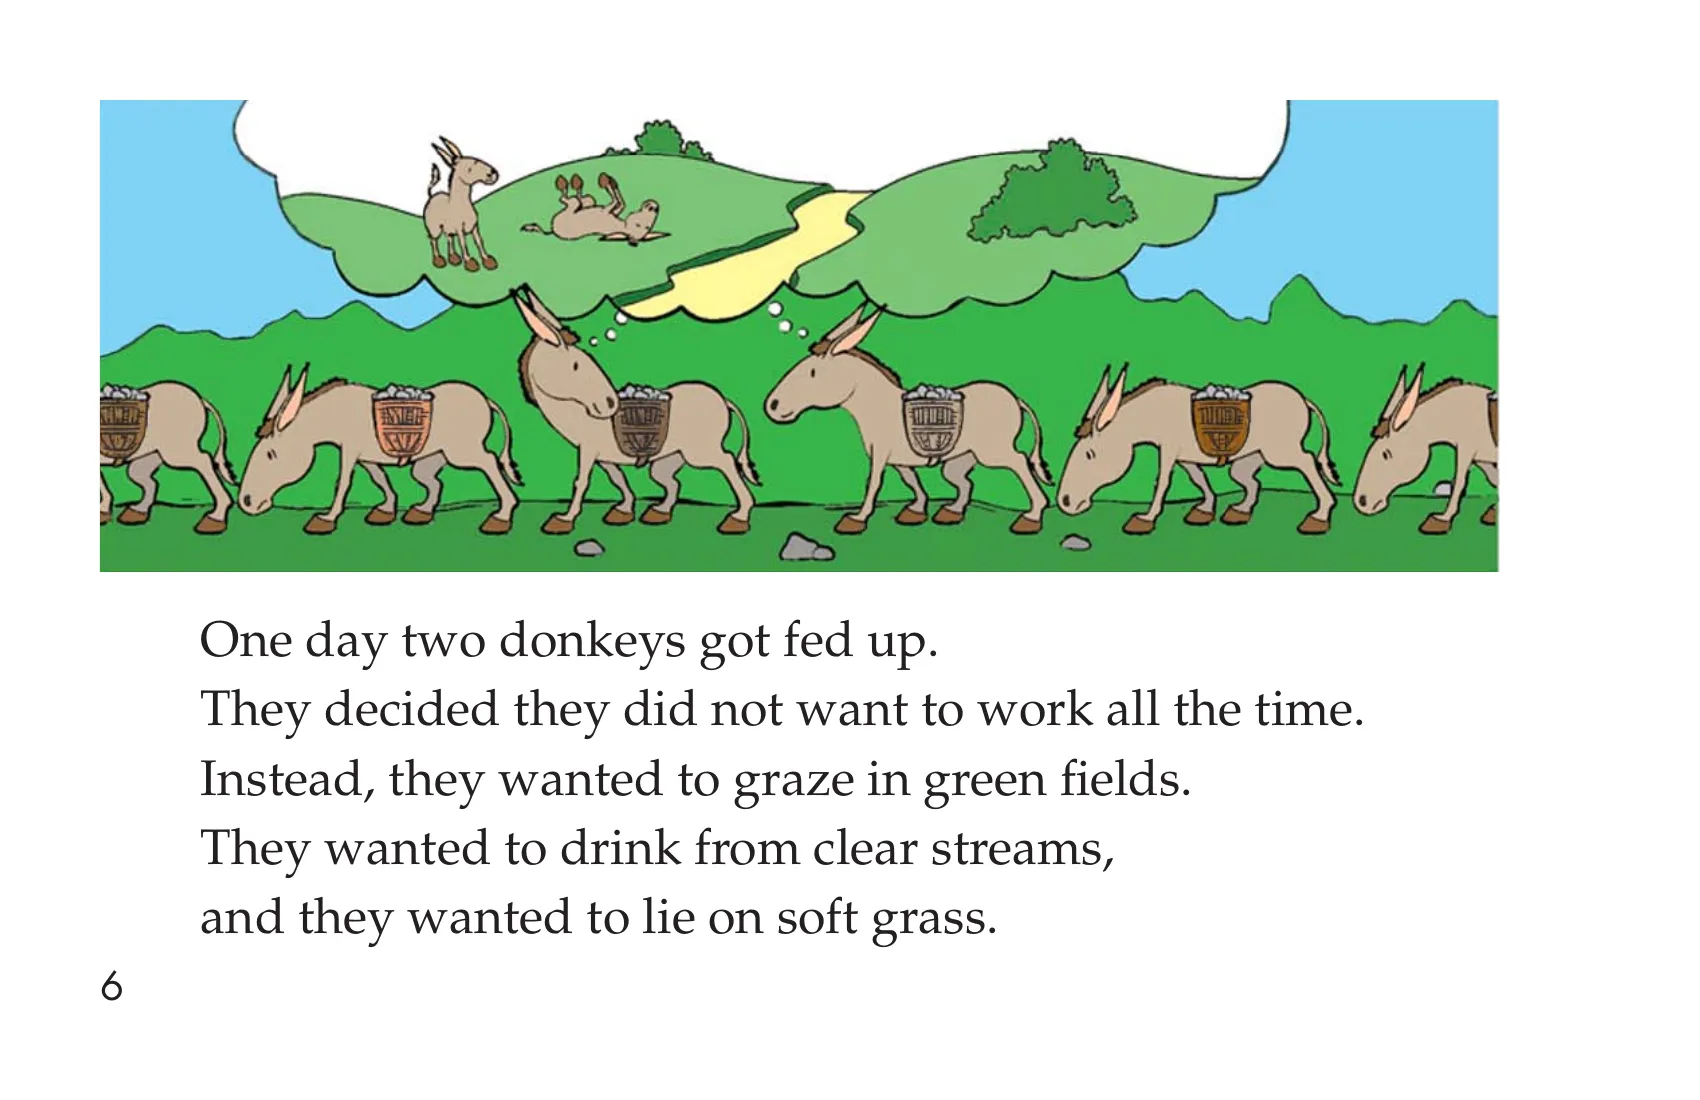 One day two donkeys got fed up.
They decided they did not want to work all the time.
Instead, they wanted to graze in green fields.
They wanted to drink from clear streams,
and they wanted to lie on soft grass.
6